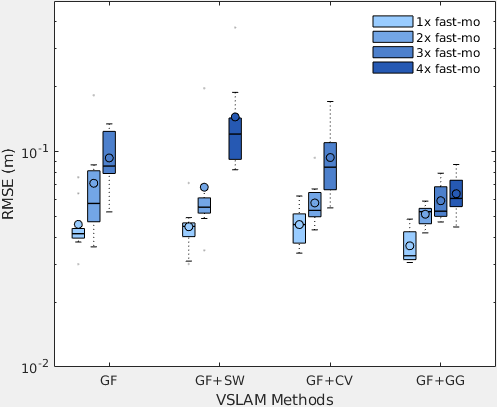 1x fast-mo
2x fast-mo
3x fast-mo
4x fast-mo
RMSE (m)
10^-1
10^-2
GF
GF+SW
GF+CV
GF+GG
VSLAM Methods